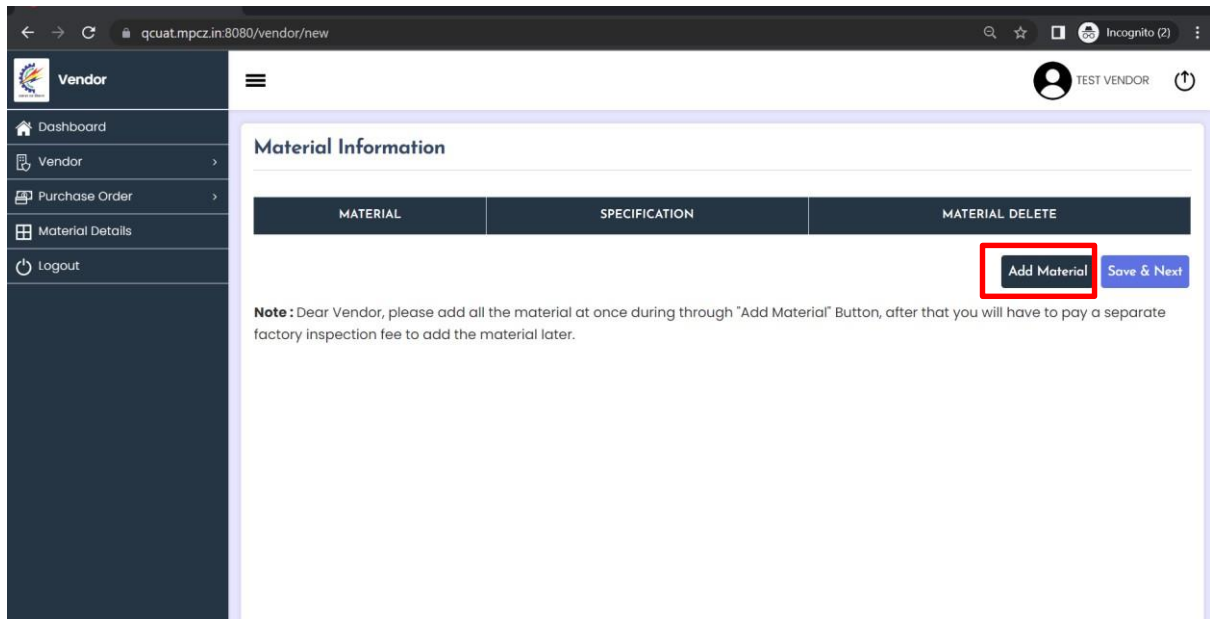 qcuat.mpcz.in:8080/vendor/new
Incognito (2)
Vendor
TEST VENDOR
Dashboard
Vendor
Purchase Order
Material Details
Logout
Material Information
MATERIAL SPECIFICATION MATERIAL DELETE
Add Material Save & Next
Note : Dear Vendor, please add all the material at once during through "Add Material" Button, after that you will have to pay a separate
factory inspection fee to add the material later.